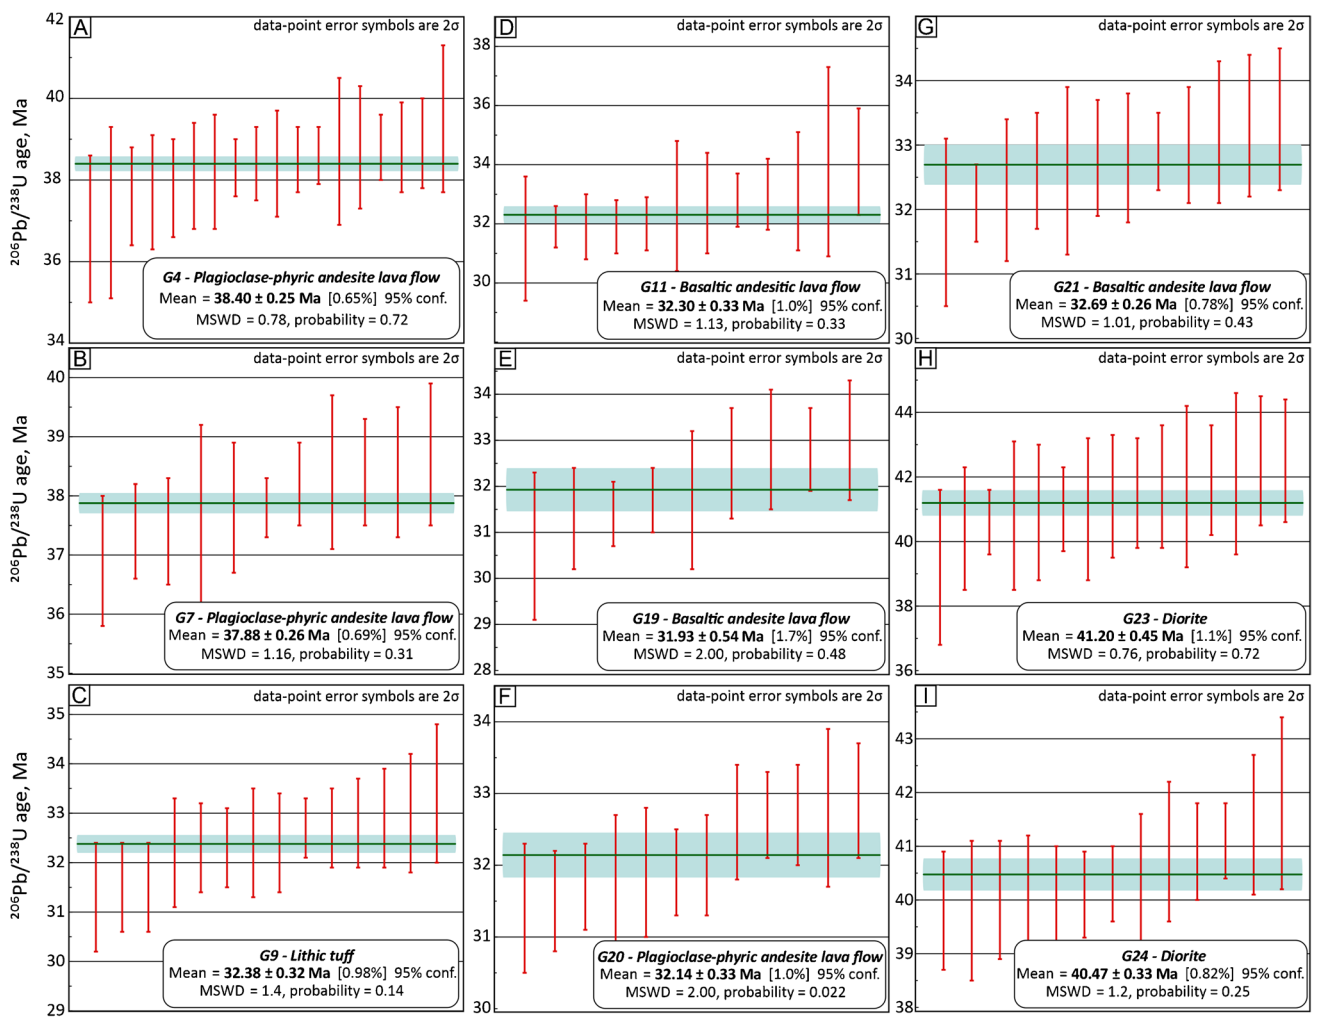 A
data-point error symbols are 2σ
42
40
38
36
34
²⁰⁶Pb/²³⁸U age, Ma
G4 - Plagioclase-phyric andesite lava flow
Mean = 38.40 ± 0.25 Ma [0.65%] 95% conf.
MSWD = 0.78, probability = 0.72
B
data-point error symbols are 2σ
40
39
38
37
36
35
²⁰⁶Pb/²³⁸U age, Ma
G7 - Plagioclase-phyric andesite lava flow
Mean = 37.88 ± 0.26 Ma [0.69%] 95% conf.
MSWD = 1.16, probability = 0.31
C
data-point error symbols are 2σ
35
34
33
32
31
30
29
²⁰⁶Pb/²³⁸U age, Ma
G9 - Lithic tuff
Mean = 32.38 ± 0.32 Ma [0.98%] 95% conf.
MSWD = 1.4, probability = 0.14
D
data-point error symbols are 2σ
38
36
34
32
30
G11 - Basaltic andesitic lava flow
Mean = 32.30 ± 0.33 Ma [1.0%] 95% conf.
MSWD = 1.13, probability = 0.33
E
data-point error symbols are 2σ
34
33
32
31
30
29
28
G19 - Basaltic andesite lava flow
Mean = 31.93 ± 0.54 Ma [1.7%] 95% conf.
MSWD = 2.00, probability = 0.48
F
data-point error symbols are 2σ
34
33
32
31
30
G20 - Plagioclase-phyric andesite lava flow
Mean = 32.14 ± 0.33 Ma [1.0%] 95% conf.
MSWD = 2.00, probability = 0.022
G
data-point error symbols are 2σ
34
33
32
31
30
G21 - Basaltic andesite lava flow
Mean = 32.69 ± 0.26 Ma [0.78%] 95% conf.
MSWD = 1.01, probability = 0.43
H
data-point error symbols are 2σ
44
42
40
38
36
G23 - Diorite
Mean = 41.20 ± 0.45 Ma [1.1%] 95% conf.
MSWD = 0.76, probability = 0.72
I
data-point error symbols are 2σ
43
42
41
40
39
38
G24 - Diorite
Mean = 40.47 ± 0.33 Ma [0.82%] 95% conf.
MSWD = 1.2, probability = 0.25